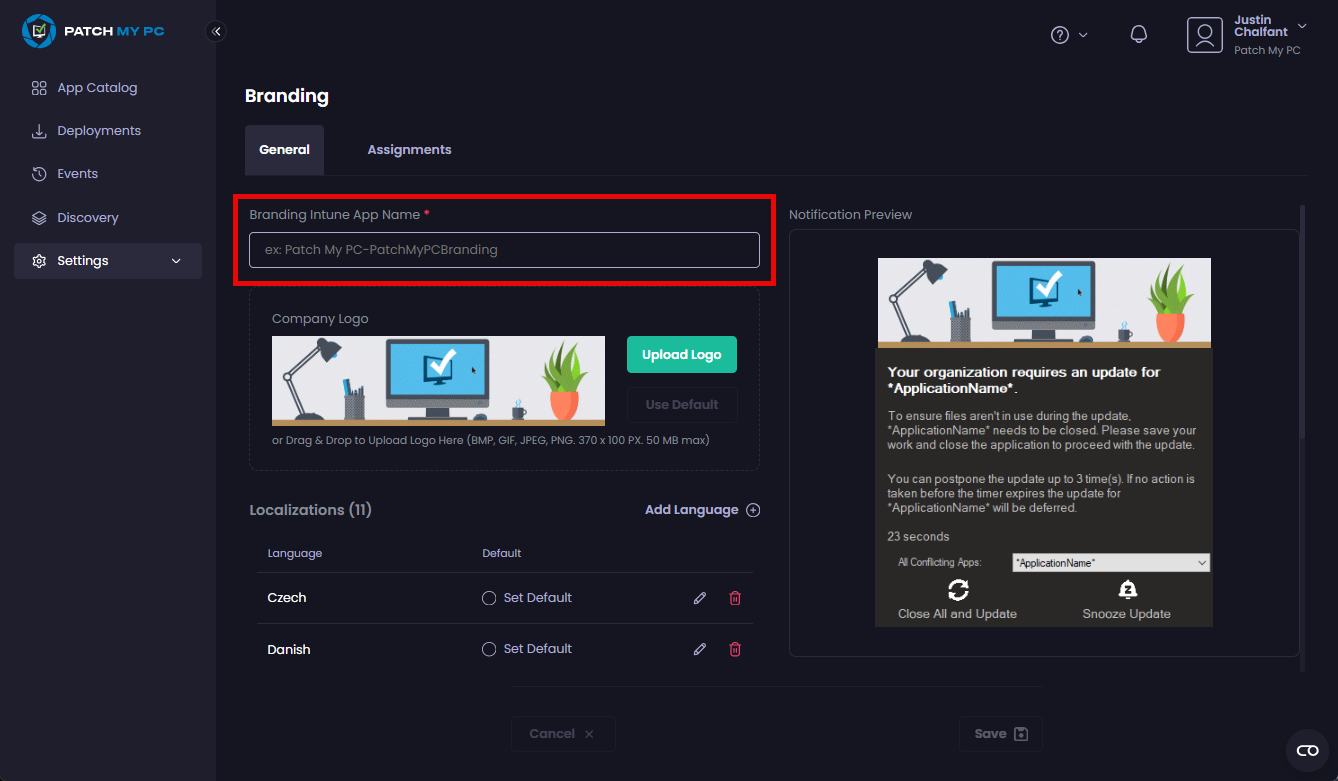 PATCH MY PC
App Catalog
Deployments
Events
Discovery
Settings
Justin
Chalfant
Patch My PC
Branding
General
Assignments
Branding Intune App Name *
ex: Patch My PC-PatchMyPCBranding
Company Logo
Upload Logo
Use Default
or Drag & Drop to Upload Logo Here (BMP, GIF, JPEG, PNG. 370 x 100 PX. 50 MB max)
Localizations (11)
Add Language
Language Default
Czech Set Default
Danish Set Default
Notification Preview
Your organization requires an update for
*ApplicationName*.
To ensure files aren't in use during the update,
*ApplicationName* needs to be closed. Please save your
work and close the application to proceed with the update.
You can postpone the update up to 3 time(s). If no action is
taken before the timer expires the update for
*ApplicationName* will be deferred.
23 seconds
All Conflicting Apps: *ApplicationName*
Close All and Update
Snooze Update
Cancel
Save